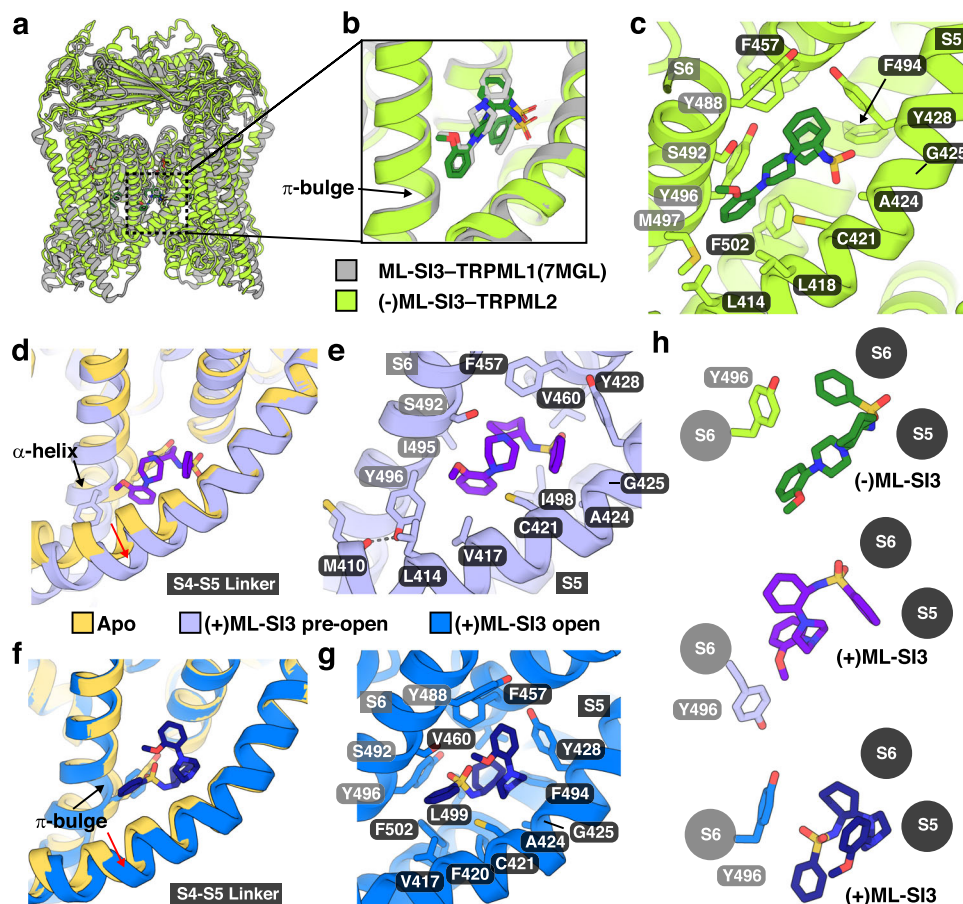 a
b
π-bulge
ML-SI3–TRPML1(7MGL)
(-)ML-SI3–TRPML2
c
F457
S5
S6
F494
Y488
Y428
S492
G425
Y496
A424
M497
F502
C421
L418
L414
d
α-helix
S4-S5 Linker
e
S6
F457
Y428
S492
V460
I495
Y496
G425
I498
A424
C421
V417
M410
L414
S5
Apo
(+)ML-SI3 pre-open
(+)ML-SI3 open
f
π-bulge
S4-S5 Linker
g
Y488
F457
S6
S5
V460
S492
Y428
Y496
F494
L499
F502
G425
A424
C421
F420
V417
h
S6
Y496
S6
S5
(-)ML-SI3
S6
S5
S6
(+)ML-SI3
Y496
S6
S6
S5
Y496
(+)ML-SI3